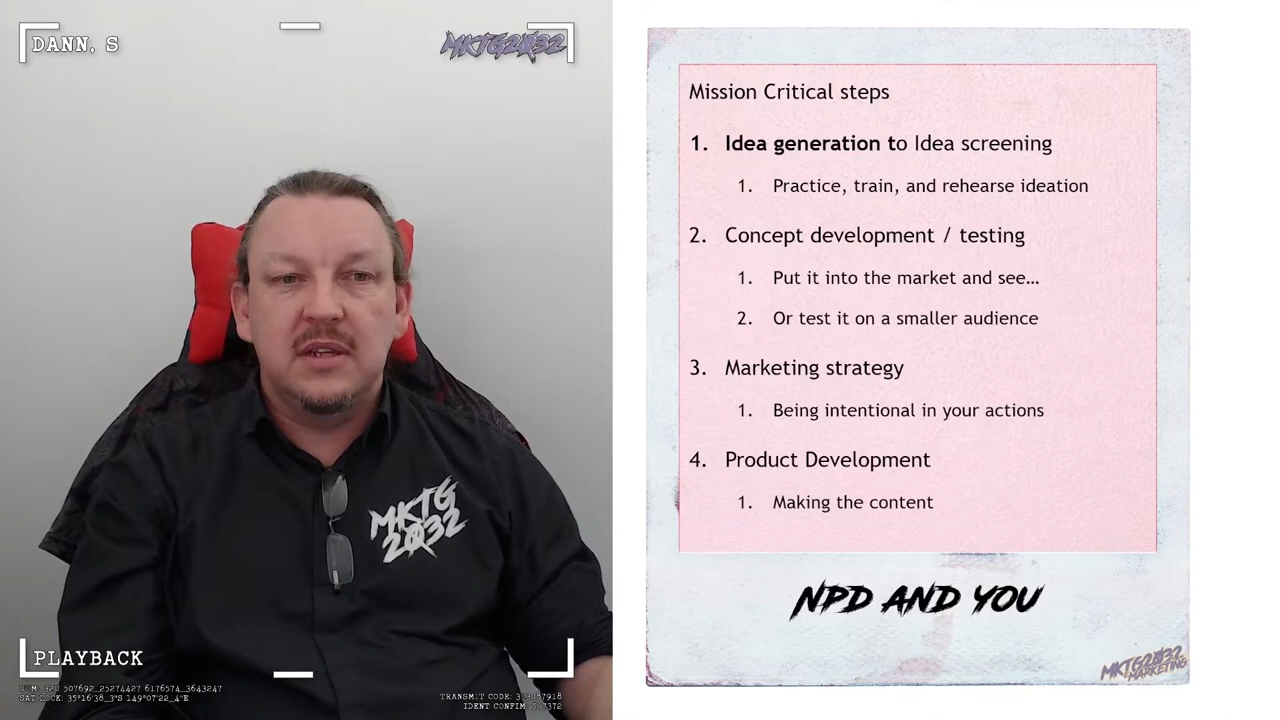 DANN, S
MKTG2032
MKTG
2032
PLAYBACK
TRANSMIT CODE: 3_3087918
Mission Critical steps
1. Idea generation to Idea screening
1. Practice, train, and rehearse ideation
2. Concept development / testing
1. Put it into the market and see…
2. Or test it on a smaller audience
3. Marketing strategy
1. Being intentional in your actions
4. Product Development
1. Making the content
NPD AND YOU
MKTG2032
MARKETING